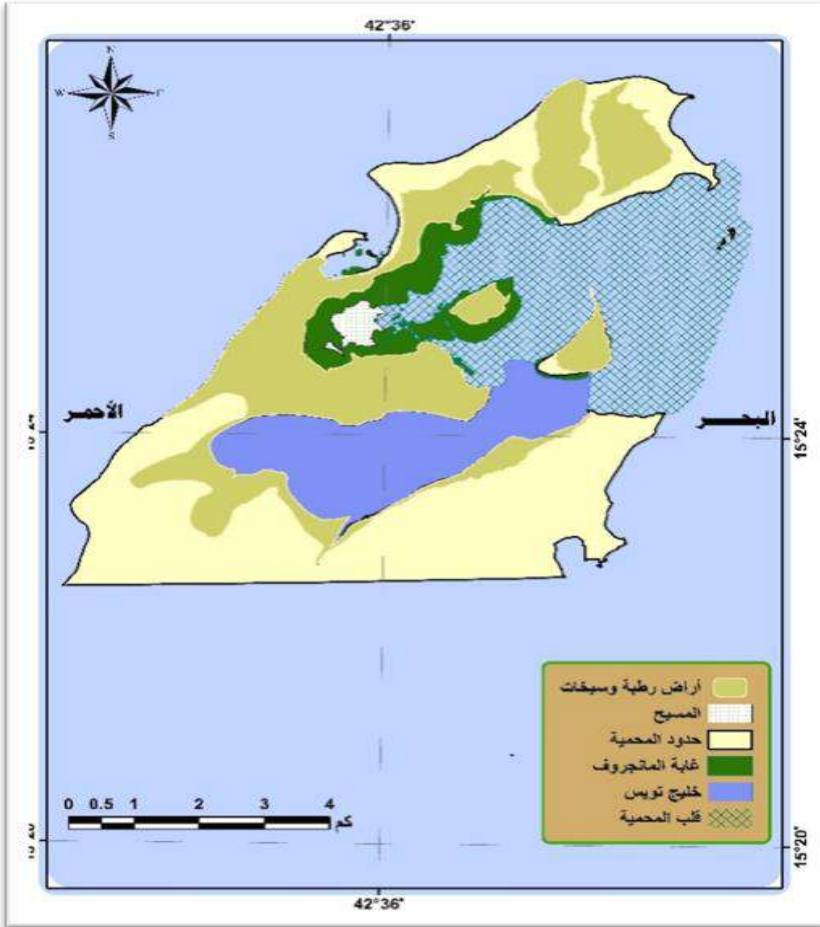 42°36'
N
W
S
الأحمر
البحر
15°24'
أراض رطبة وسبخات
المسيح
حدود المحمية
غابة المانجروف
خليج تويس
قلب المحمية
0 0.5 1 2 3 4
كم
15°20'
42°36'